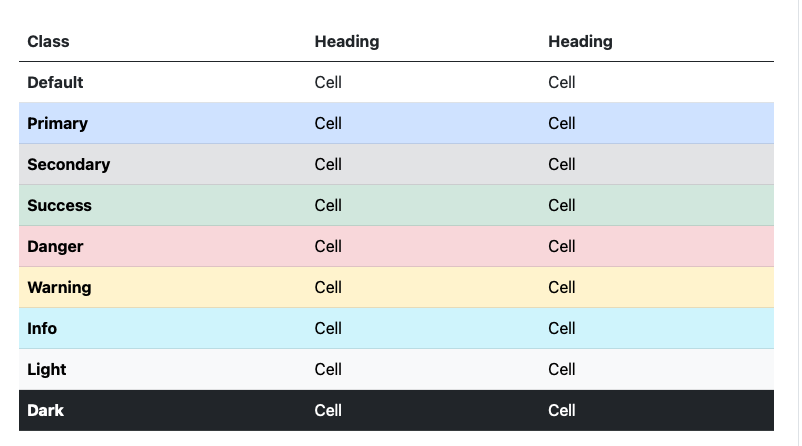 Class Heading Heading
Default Cell Cell
Primary Cell Cell
Secondary Cell Cell
Success Cell Cell
Danger Cell Cell
Warning Cell Cell
Info Cell Cell
Light Cell Cell
Dark Cell Cell